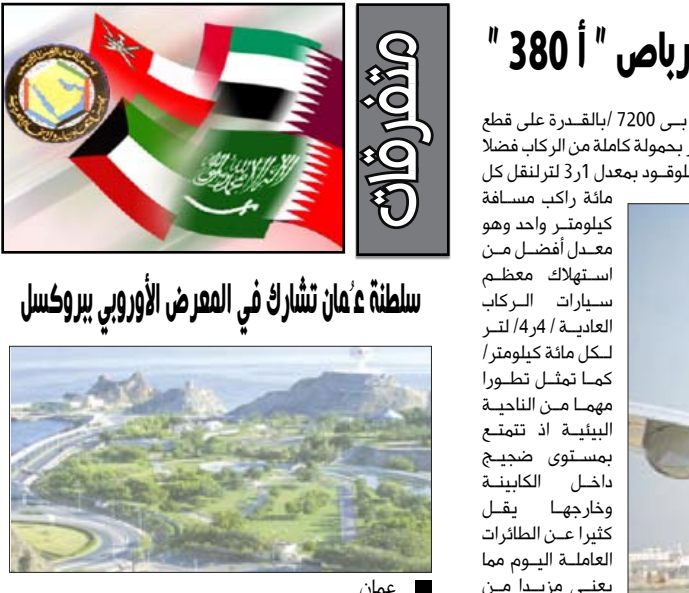 رباص " أ 380 "
بـى 7200 /بالقـدرة على قطع
بحمولة كاملة من الركاب فضلا
لوقـود بمعدل 1ر3 لتر لنقل كل
مائة راكب مسـافة
كيلومتـر واحد وهو
معـدل أفضـل مـن
اسـتهلاك معظـم
سـيارات الـركاب
العاديـة / 4ر4/ لتـر
لـكل مائة كيلومتر/
كمـا تمثـل تطـورا
مهمـا مـن الناحيـة
البيئيـة اذ تتمتـع
بمسـتوى ضجيـج
داخـل الكابينـة
وخارجهـا يقـل
كثيرا عـن الطائرات
العاملـة اليـوم مما
يعنـي مزيـدا مـن
متفرقات
سلطنة عُمان تشارك في المعرض الأوروبي ببروكسل
عمان